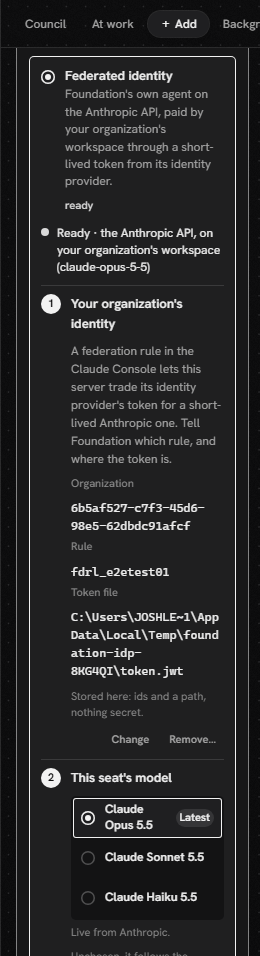 Council At work + Add Backgr
Federated identity
Foundation's own agent on
the Anthropic API, paid by
your organization's
workspace through a short-
lived token from its identity
provider.
ready
Ready · the Anthropic API, on
your organization's workspace
(claude-opus-5-5)
1 Your organization's
identity
A federation rule in the
Claude Console lets this
server trade its identity
provider's token for a short-
lived Anthropic one. Tell
Foundation which rule, and
where the token is.
Organization
6b5af527-c7f3-45d6-
98e5-62dbdc91afcf
Rule
fdrl_e2etest01
Token file
C:\Users\JOSHLE~1\App
Data\Local\Temp\found
ation-idp-
8KG4QI\token.jwt
Stored here: ids and a path,
nothing secret.
Change Remove...
2 This seat's model
Claude
Opus 5.5 Latest
Claude Sonnet 5.5
Claude Haiku 5.5
Live from Anthropic.